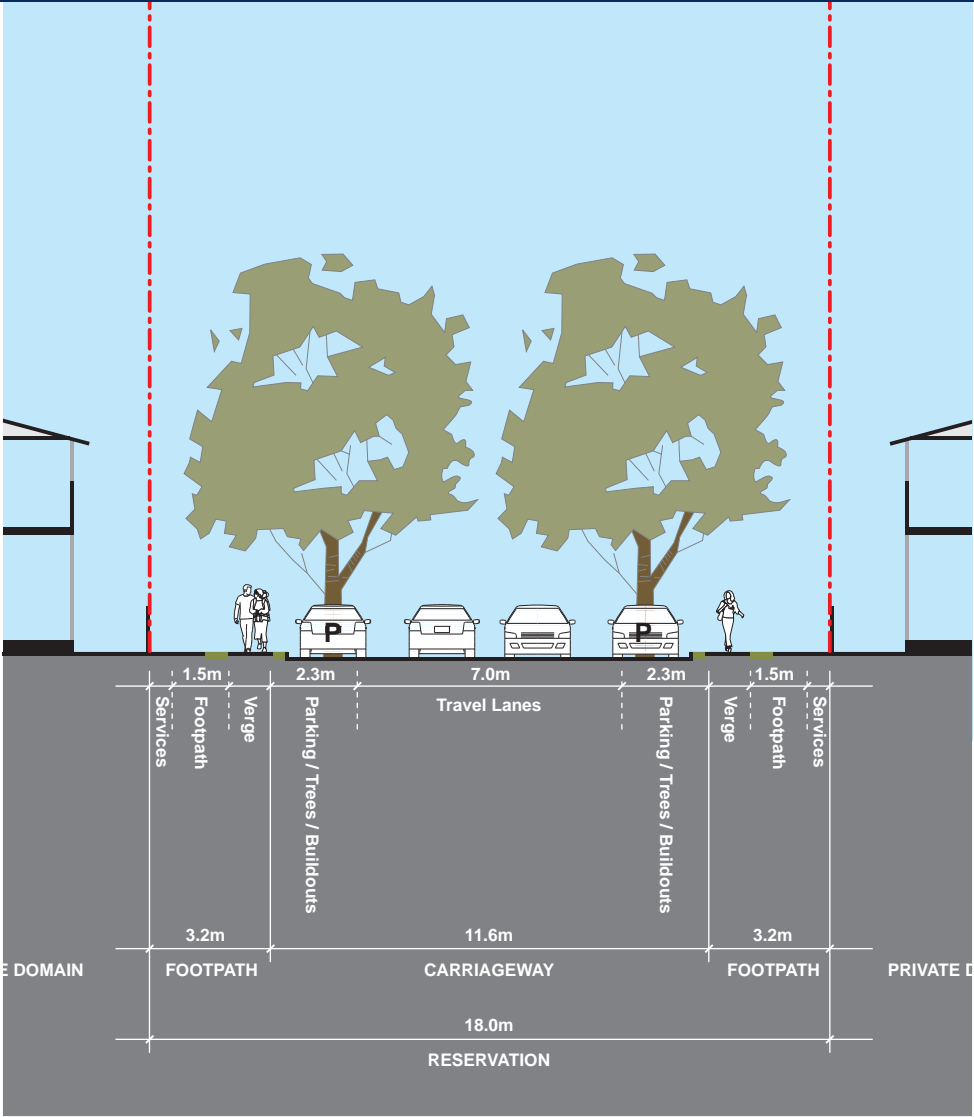 P
P
1.5m 2.3m 7.0m 2.3m 1.5m
Services
Footpath
Verge
Parking / Trees / Buildouts
Travel Lanes
Parking / Trees / Buildouts
Verge
Footpath
Services
3.2m 11.6m 3.2m
E DOMAIN FOOTPATH CARRIAGEWAY FOOTPATH PRIVATE D
18.0m
RESERVATION